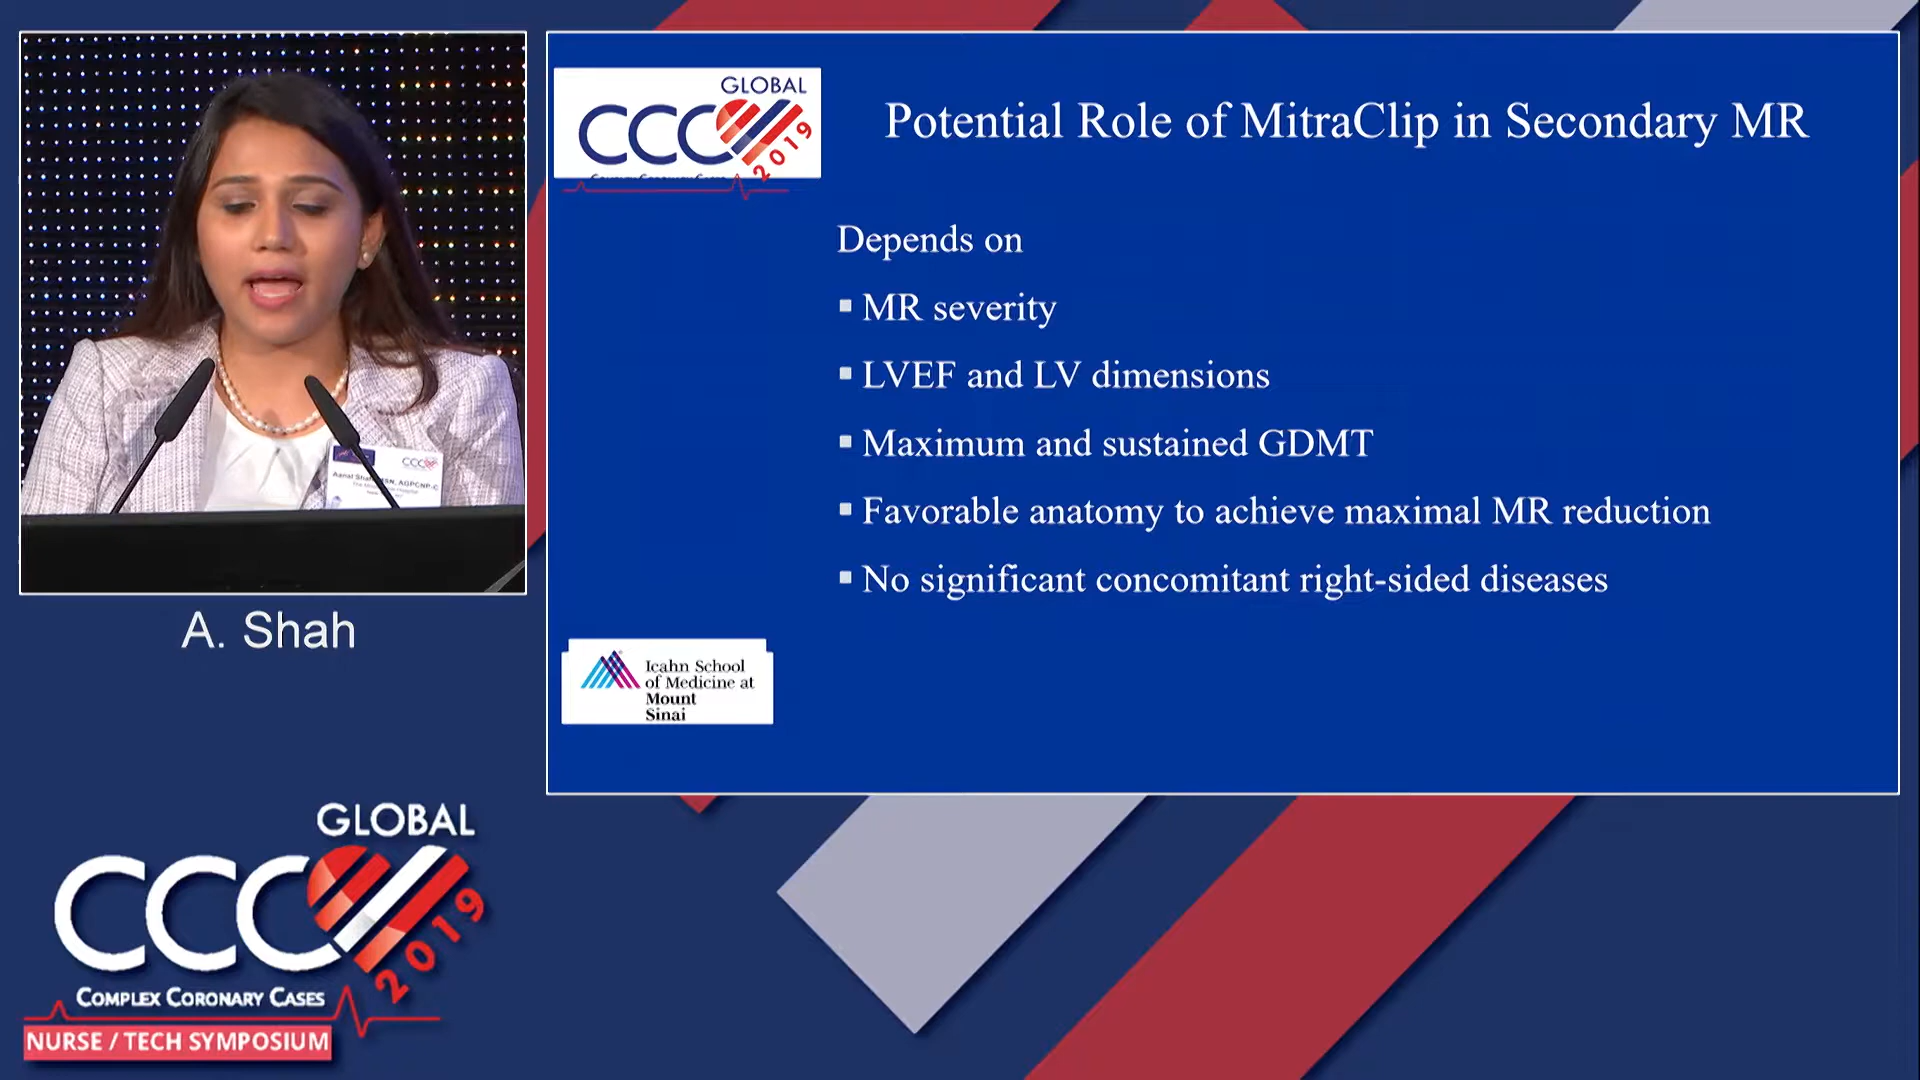 GLOBAL
CCC
2019
Potential Role of MitraClip in Secondary MR
Depends on
▪ MR severity
▪ LVEF and LV dimensions
▪ Maximum and sustained GDMT
▪ Favorable anatomy to achieve maximal MR reduction
▪ No significant concomitant right-sided diseases
CCC
AGPCNP-C
A. Shah
Icahn School
of Medicine at
Mount
Sinai
GLOBAL
CCC
2019
COMPLEX CORONARY CASES
NURSE / TECH SYMPOSIUM